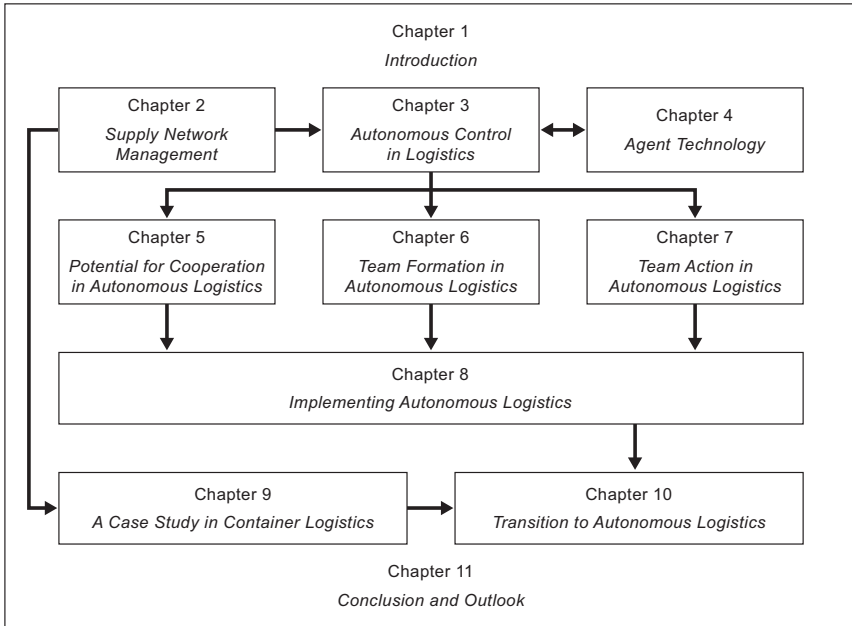 Chapter 1
Introduction
Chapter 2
Supply Network
Management
Chapter 3
Autonomous Control
in Logistics
Chapter 4
Agent Technology
Chapter 5
Potential for Cooperation
in Autonomous Logistics
Chapter 6
Team Formation in
Autonomous Logistics
Chapter 7
Team Action in
Autonomous Logistics
Chapter 8
Implementing Autonomous Logistics
Chapter 9
A Case Study in Container Logistics
Chapter 10
Transition to Autonomous Logistics
Chapter 11
Conclusion and Outlook